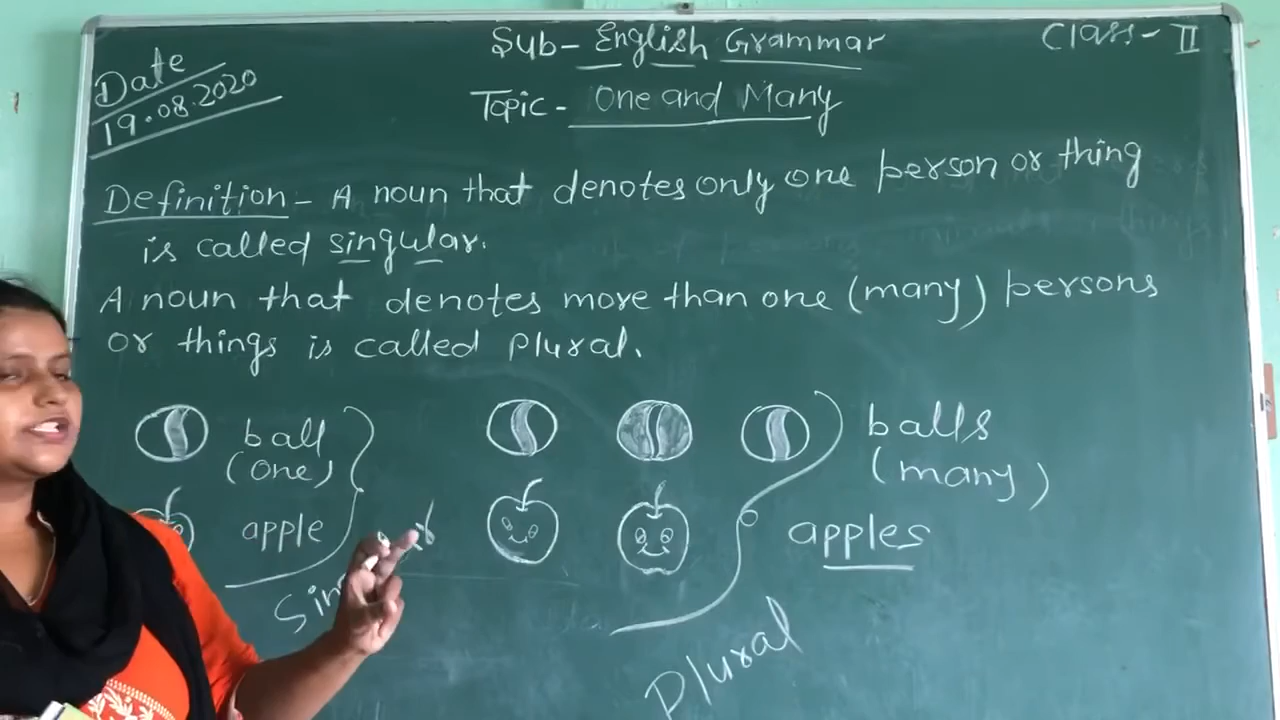 Date
19.08.2020
Sub- English Grammar
Class- II
Topic- One and Many
Definition- A noun that denotes only one person or thing
is called singular.
A noun that denotes more than one (many) persons
or things is called plural.
ball
(one)
balls
(many)
apple
apples
Plural